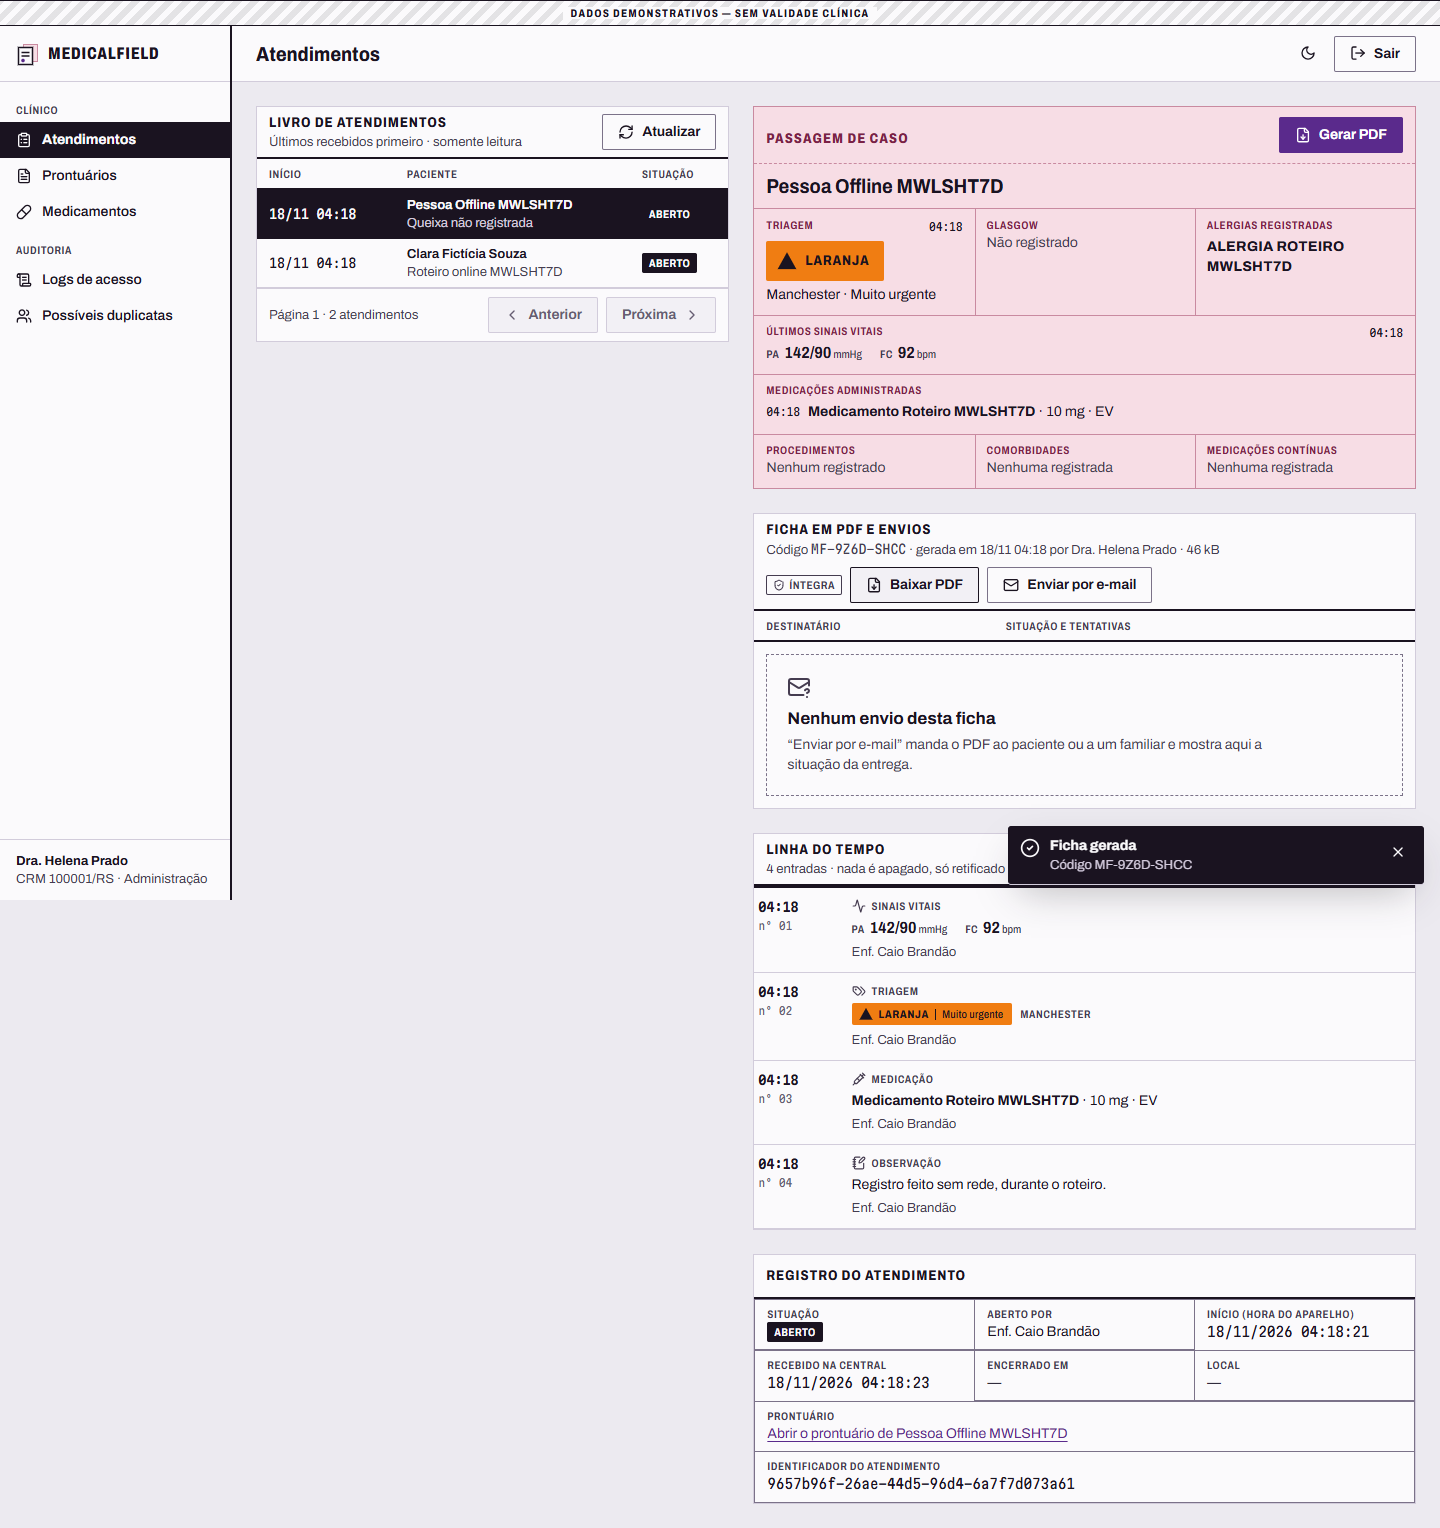 DADOS DEMONSTRATIVOS — SEM VALIDADE CLÍNICA
MEDICALFIELD
Atendimentos
Sair
CLÍNICO
Atendimentos
Prontuários
Medicamentos
AUDITORIA
Logs de acesso
Possíveis duplicatas
Dra. Helena Prado
CRM 100001/RS · Administração
LIVRO DE ATENDIMENTOS
Últimos recebidos primeiro · somente leitura
Atualizar
INÍCIO PACIENTE SITUAÇÃO
18/11 04:18 Pessoa Offline MWLSHT7D ABERTO
Queixa não registrada
18/11 04:18 Clara Fictícia Souza ABERTO
Roteiro online MWLSHT7D
Página 1 · 2 atendimentos Anterior Próxima
PASSAGEM DE CASO Gerar PDF
Pessoa Offline MWLSHT7D
TRIAGEM 04:18
LARANJA
Manchester · Muito urgente
GLASGOW
Não registrado
ALERGIAS REGISTRADAS
ALERGIA ROTEIRO
MWLSHT7D
ÚLTIMOS SINAIS VITAIS 04:18
PA 142/90 mmHg FC 92 bpm
MEDICAÇÕES ADMINISTRADAS
04:18 Medicamento Roteiro MWLSHT7D · 10 mg · EV
PROCEDIMENTOS
Nenhum registrado
COMORBIDADES
Nenhuma registrada
MEDICAÇÕES CONTÍNUAS
Nenhuma registrada
FICHA EM PDF E ENVIOS
Código MF-9Z6D-SHCC · gerada em 18/11 04:18 por Dra. Helena Prado · 46 kB
ÍNTEGRA Baixar PDF Enviar por e-mail
DESTINATÁRIO SITUAÇÃO E TENTATIVAS
Nenhum envio desta ficha
“Enviar por e-mail” manda o PDF ao paciente ou a um familiar e mostra aqui a
situação da entrega.
LINHA DO TEMPO
4 entradas · nada é apagado, só retificado
Ficha gerada
Código MF-9Z6D-SHCC
04:18 SINAIS VITAIS
n° 01 PA 142/90 mmHg FC 92 bpm
Enf. Caio Brandão
04:18 TRIAGEM
n° 02 LARANJA | Muito urgente MANCHESTER
Enf. Caio Brandão
04:18 MEDICAÇÃO
n° 03 Medicamento Roteiro MWLSHT7D · 10 mg · EV
Enf. Caio Brandão
04:18 OBSERVAÇÃO
n° 04 Registro feito sem rede, durante o roteiro.
Enf. Caio Brandão
REGISTRO DO ATENDIMENTO
SITUAÇÃO
ABERTO
ABERTO POR
Enf. Caio Brandão
INÍCIO (HORA DO APARELHO)
18/11/2026 04:18:21
RECEBIDO NA CENTRAL
18/11/2026 04:18:23
ENCERRADO EM
—
LOCAL
—
PRONTUÁRIO
Abrir o prontuário de Pessoa Offline MWLSHT7D
IDENTIFICADOR DO ATENDIMENTO
9657b96f-26ae-44d5-96d4-6a7f7d073a61